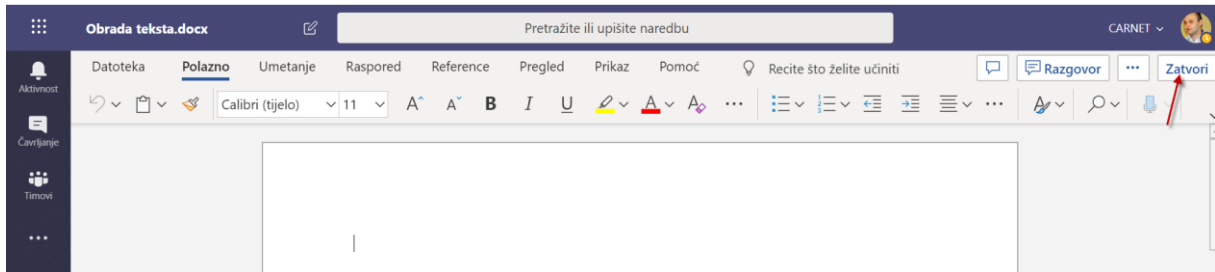 Obrada teksta.docx Pretražite ili upišite naredbu CARNET
Datoteka Polazno Umetanje Raspored Reference Pregled Prikaz Pomoć Recite što želite učiniti Razgovor Zatvori
Aktivnost
Calibri (tijelo) 11 A A B I U A A
Čavrljanje
Timovi